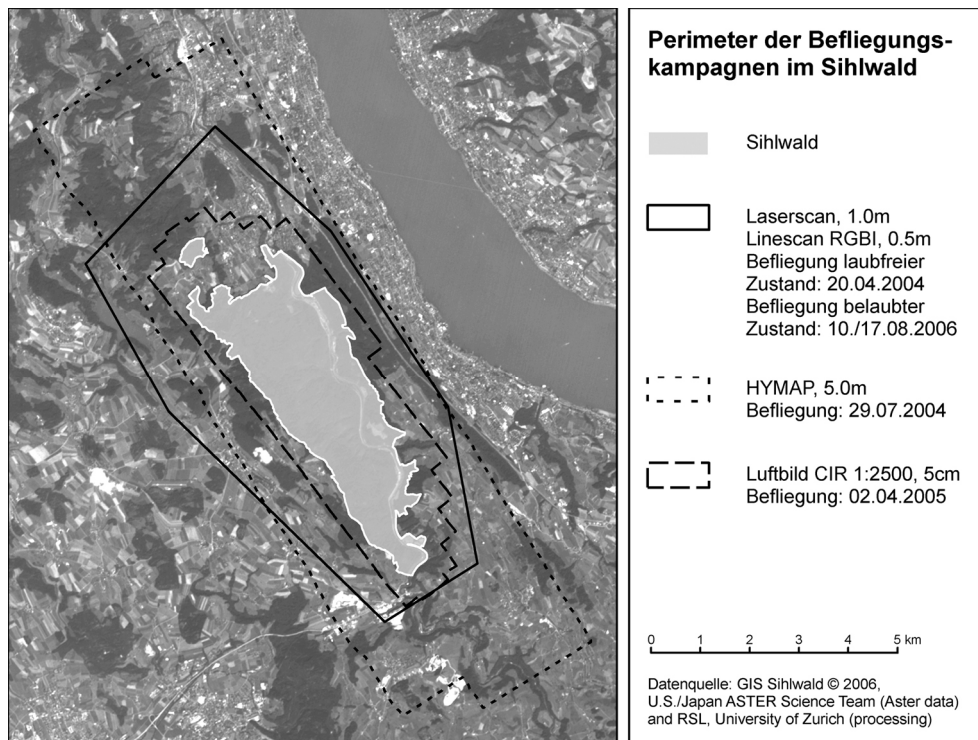 Perimeter der Befliegungs-
kampagnen im Sihlwald
Sihlwald
Laserscan, 1.0m
Linescan RGBI, 0.5m
Befliegung laubfreier
Zustand: 20.04.2004
Befliegung belaubter
Zustand: 10./17.08.2006
HYMAP, 5.0m
Befliegung: 29.07.2004
Luftbild CIR 1:2500, 5cm
Befliegung: 02.04.2005
0 1 2 3 4 5 km
Datenquelle: GIS Sihlwald © 2006,
U.S./Japan ASTER Science Team (Aster data)
and RSL, University of Zurich (processing)